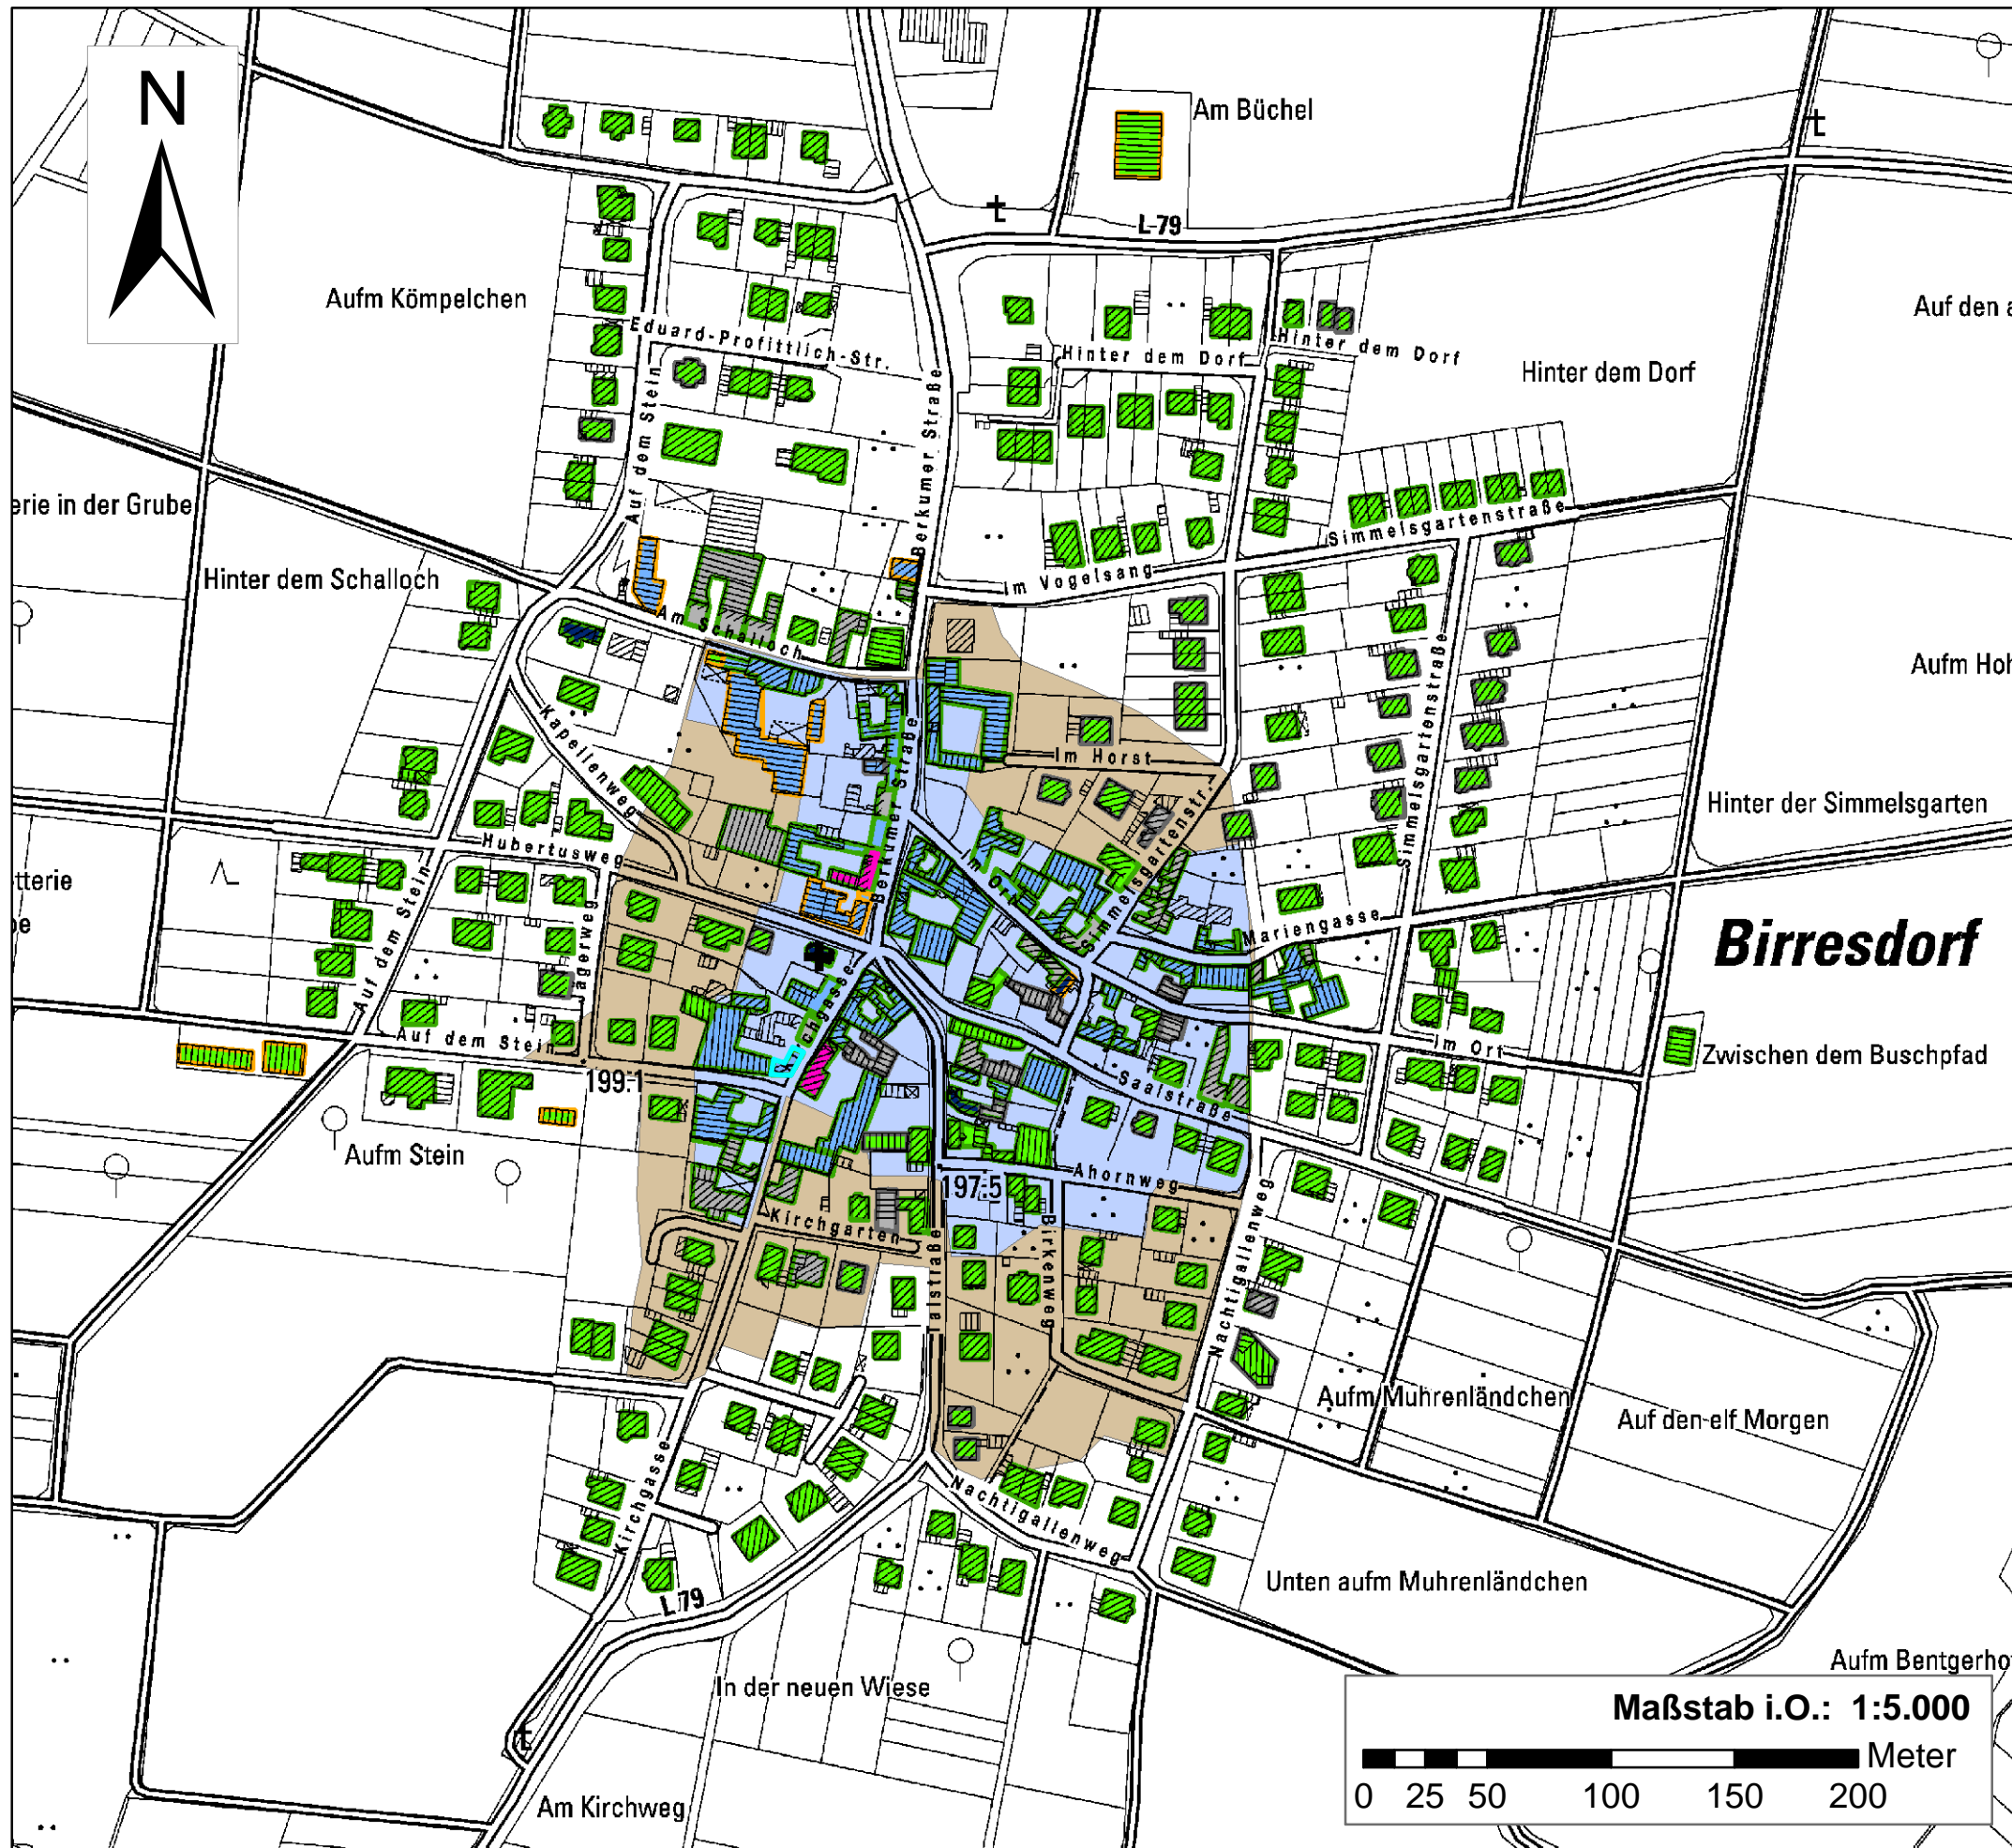 N
Am Büchel
L 79
Aufm Kömpelchen
Auf den a
Eduard-Profittlich-Str.
Hinter dem Dorf
Hinter dem Dorf
Hinter dem Dorf
Auf dem Stein
Berkumer Straße
erie in der Grube
Simmelsgartenstraße
Hinter dem Schalloch
Im Vogelsang
Am Schalloch
Aufm Hoh
Kapellenweg
Berkumer Straße
Im Horst
Simmelsgartenstraße
Hinter der Simmelsgarten
Simmelsgartenstr.
Hubertusweg
Im Ort
tterie
be
Auf dem Stein
ägerweg
Mariengasse
Birresdorf
chgasse
Auf dem Stein
Im Ort
Zwischen dem Buschpfad
199.1
Saalstraße
Aufm Stein
Ahornweg
197.5
Kirchgarten
Talstraße
Birkenweg
Nachtigallenweg
Aufm Muhrenländchen
Auf den elf Morgen
Kirchgasse
Nachtigallenweg
Unten aufm Muhrenländchen
L 79
Aufm Bentgerho
In der neuen Wiese
Am Kirchweg
Maßstab i.O.: 1:5.000
Meter
0 25 50 100 150 200